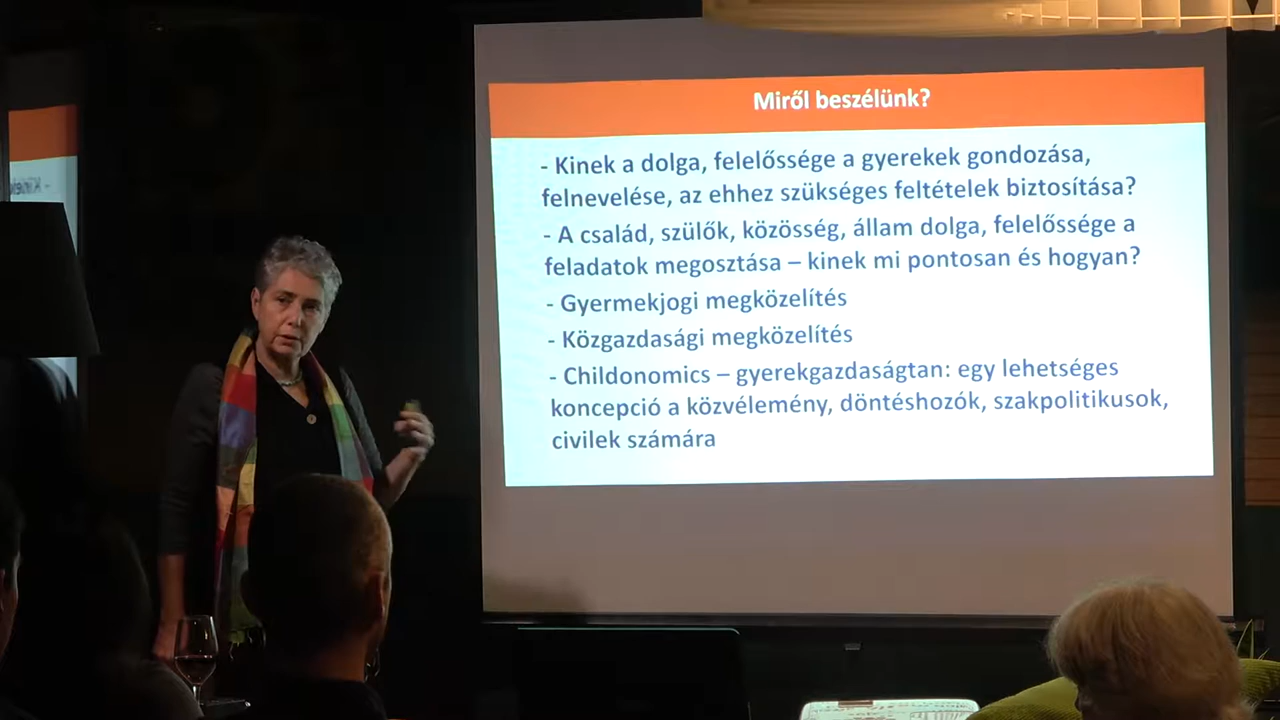 Miről beszélünk?
- Kinek a dolga, felelőssége a gyerekek gondozása,
felnevelése, az ehhez szükséges feltételek biztosítása?
- A család, szülők, közösség, állam dolga, felelőssége a
feladatok megosztása – kinek mi pontosan és hogyan?
- Gyermekjogi megközelítés
- Közgazdasági megközelítés
- Childonomics – gyerekgazdaságtan: egy lehetséges
koncepció a közvélemény, döntéshozók, szakpolitikusok,
civilek számára